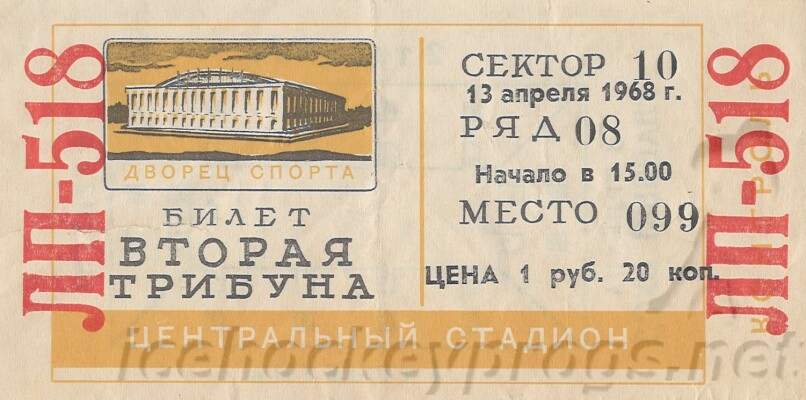 ЛП-518
ДВОРЕЦ СПОРТА
БИЛЕТ
ВТОРАЯ
ТРИБУНА
СЕКТОР 10
13 апреля 1968 г.
РЯД 08
Начало в 15.00
МЕСТО 099
ЦЕНА 1 руб. 20 коп.
ЦЕНТРАЛЬНЫЙ СТАДИОН
КОНТРОЛЬ
ЛП-518
icehockeyprogs.net